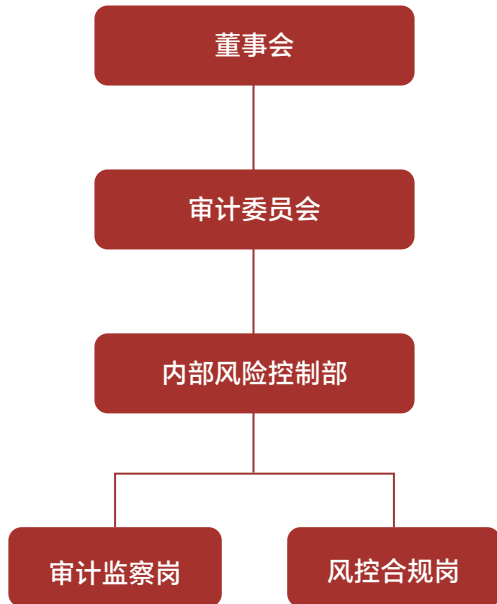 董事会
审计委员会
内部风险控制部
审计监察岗
风控合规岗